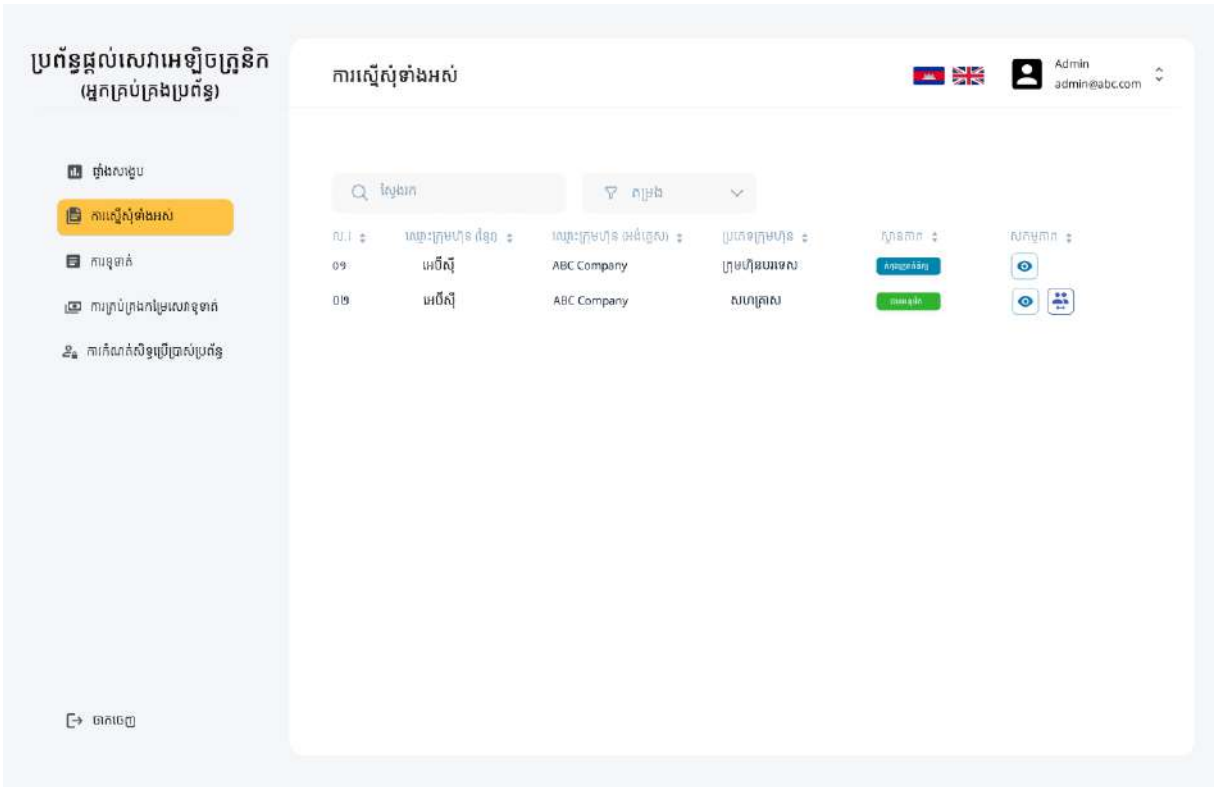 ប្រព័ន្ធផ្តល់សេវាអេឡិចត្រូនិក
(អ្នកគ្រប់គ្រងប្រព័ន្ធ)
ការស្នើសុំទាំងអស់
Admin
admin@abc.com
ផ្ទាំងសង្ខេប
ការស្នើសុំទាំងអស់
ការទូទាត់
ការគ្រប់គ្រងកម្រៃសេវាទូទាត់
ការកំណត់សិទ្ធប្រើប្រាស់ប្រព័ន្ធ
ចាកចេញ
ស្វែងរក តម្រង
ល.រ ឈ្មោះក្រុមហ៊ុន (ខ្មែរ) ឈ្មោះក្រុមហ៊ុន (អង់គ្លេស) ប្រភេទក្រុមហ៊ុន ស្ថានភាព សកម្មភាព
០១ អេប៊ីស៊ី ABC Company ក្រុមហ៊ុនបរទេស
០២ អេប៊ីស៊ី ABC Company សហគ្រាស